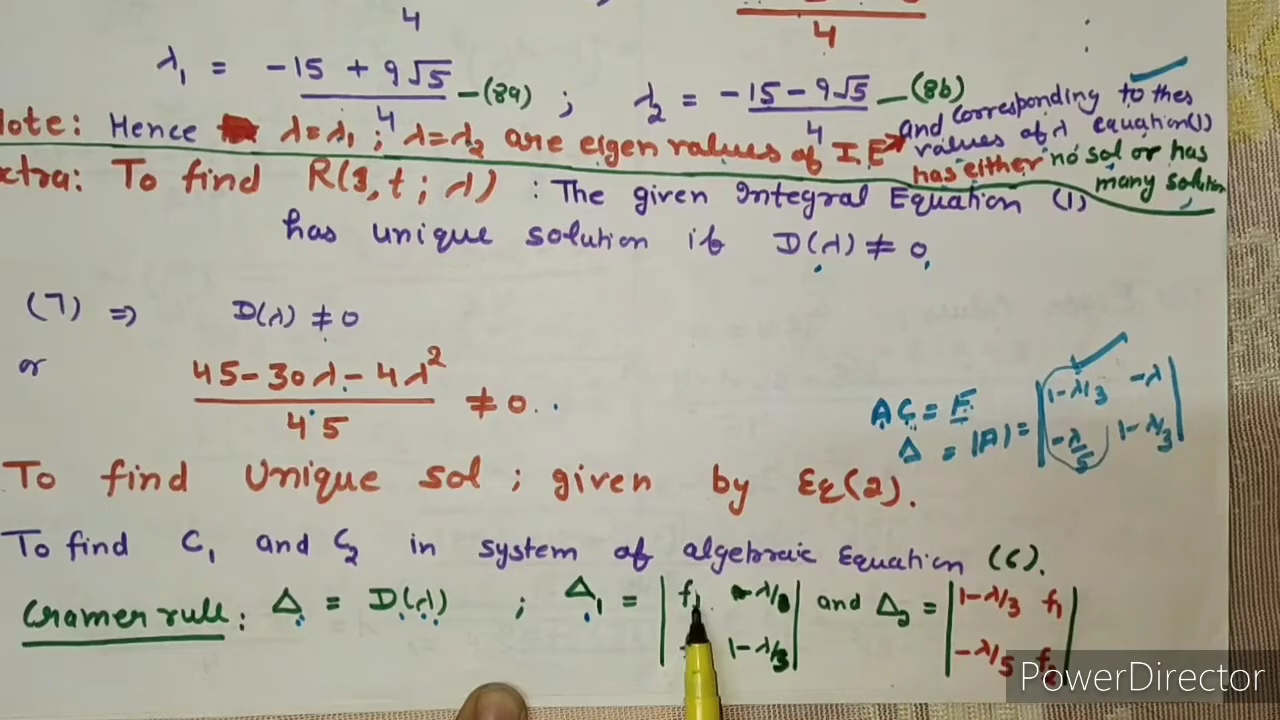 4
4
λ₁ = -15 + 9√5 / 4 —(8a) ; λ₂ = -15 - 9√5 / 4 —(8b)
Note: Hence λ=λ₁ ; λ=λ₂ are eigen values of I.E and corresponding to thes
values of λ equation(1)
has either no sol or has
many solution
To find R(s,t ; λ) : The given Integral Equation (1)
has unique solution if D(λ) ≠ 0,
(7) ⇒ D(λ) ≠ 0
or 45-30λ-4λ² / 45 ≠ 0
AC = F
Δ = |A| = | 1-λ/3 -λ |
| -λ/5 1-λ/3 |
To find Unique sol ; given by Eq(2).
To find C₁ and C₂ in system of algebraic Equation (6).
Cramer rule : Δ = D(λ) ; Δ₁ = | f₁ | and Δ₂ = | 1-λ/3 f₁ |
| 1-λ/3 | | -λ/5 f₂ |
PowerDirector